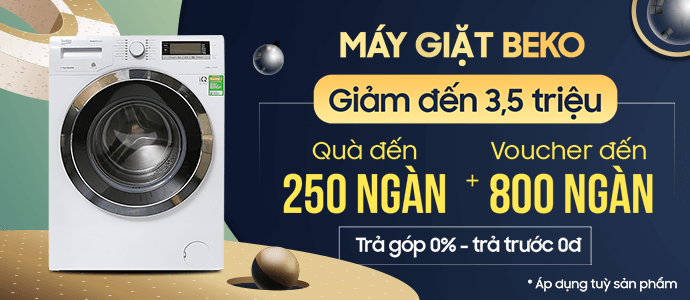 MÁY GIẶT BEKO
Giảm đến 3,5 triệu
Quà đến
250 NGÀN
+
Voucher đến
800 NGÀN
Trả góp 0% - trả trước 0đ
* Áp dụng tuỳ sản phẩm
beko